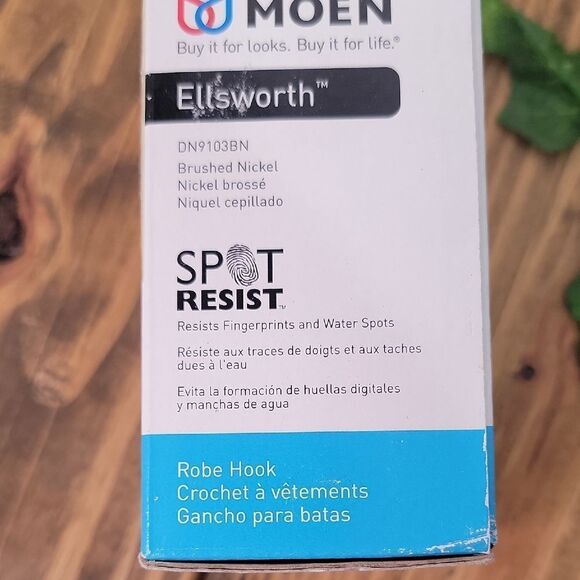 MOEN
Buy it for looks. Buy it for life.®
Ellsworth™
DN9103BN
Brushed Nickel
Nickel brossé
Niquel cepillado
SPOT
RESIST™
Resists Fingerprints and Water Spots
Résiste aux traces de doigts et aux taches
dues à l'eau
Evita la formación de huellas digitales
y manchas de agua
Robe Hook
Crochet à vêtements
Gancho para batas